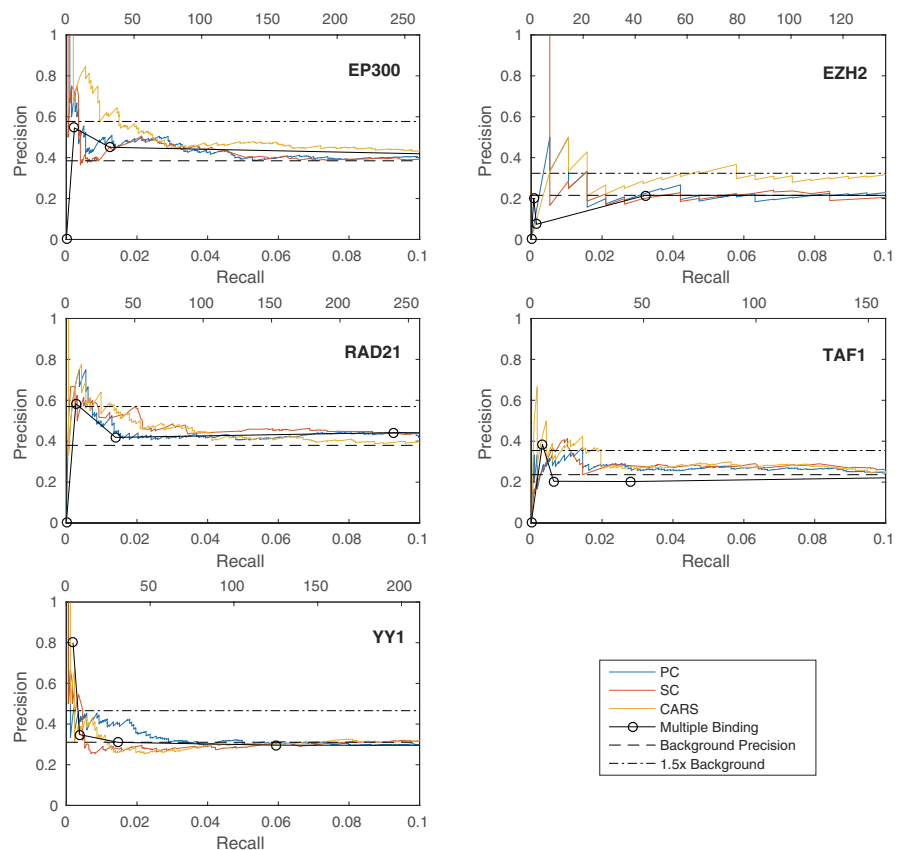 0 50 100 150 200 250
1
0.8
0.6
0.4
0.2
0
Precision
EP300
0 0.02 0.04 0.06 0.08 0.1
Recall
0 20 40 60 80 100 120
1
0.8
0.6
0.4
0.2
0
Precision
EZH2
0 0.02 0.04 0.06 0.08 0.1
Recall
0 50 100 150 200 250
1
0.8
0.6
0.4
0.2
0
Precision
RAD21
0 0.02 0.04 0.06 0.08 0.1
Recall
0 50 100 150
1
0.8
0.6
0.4
0.2
0
Precision
TAF1
0 0.02 0.04 0.06 0.08 0.1
Recall
0 50 100 150 200
1
0.8
0.6
0.4
0.2
0
Precision
YY1
0 0.02 0.04 0.06 0.08 0.1
Recall
PC
SC
CARS
Multiple Binding
Background Precision
1.5x Background